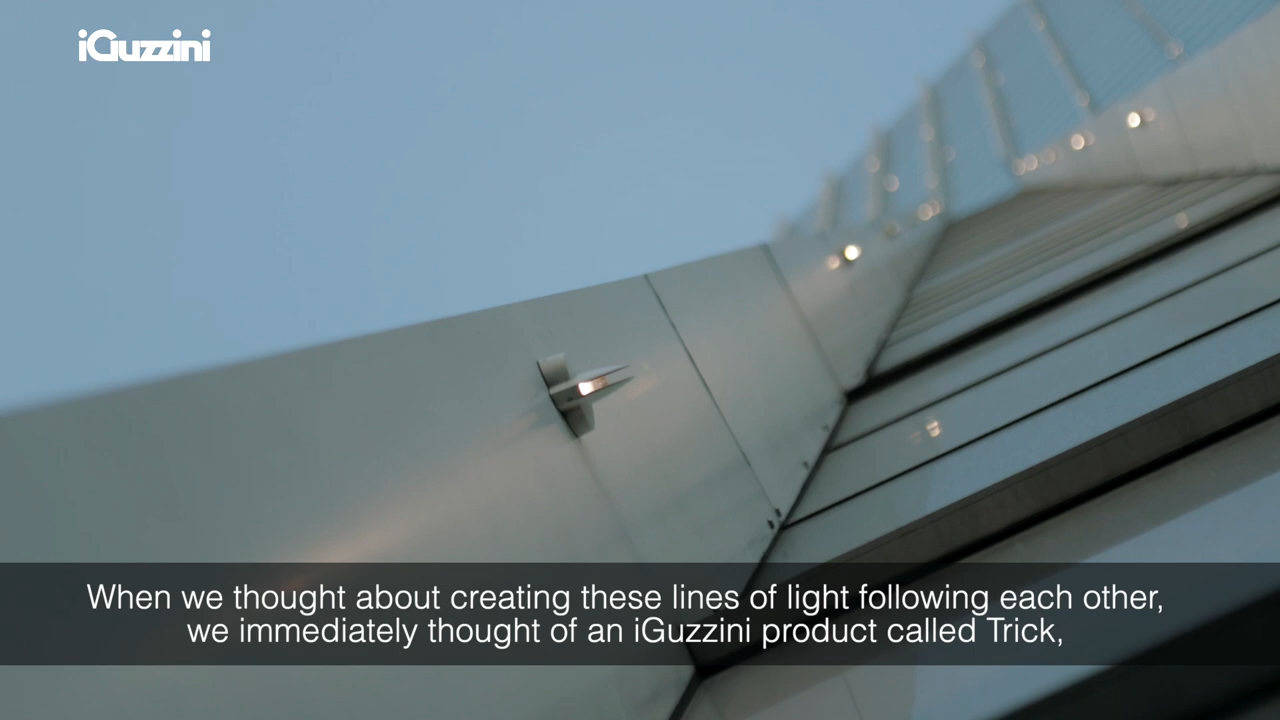 iGuzzini
When we thought about creating these lines of light following each other,
we immediately thought of an iGuzzini product called Trick,